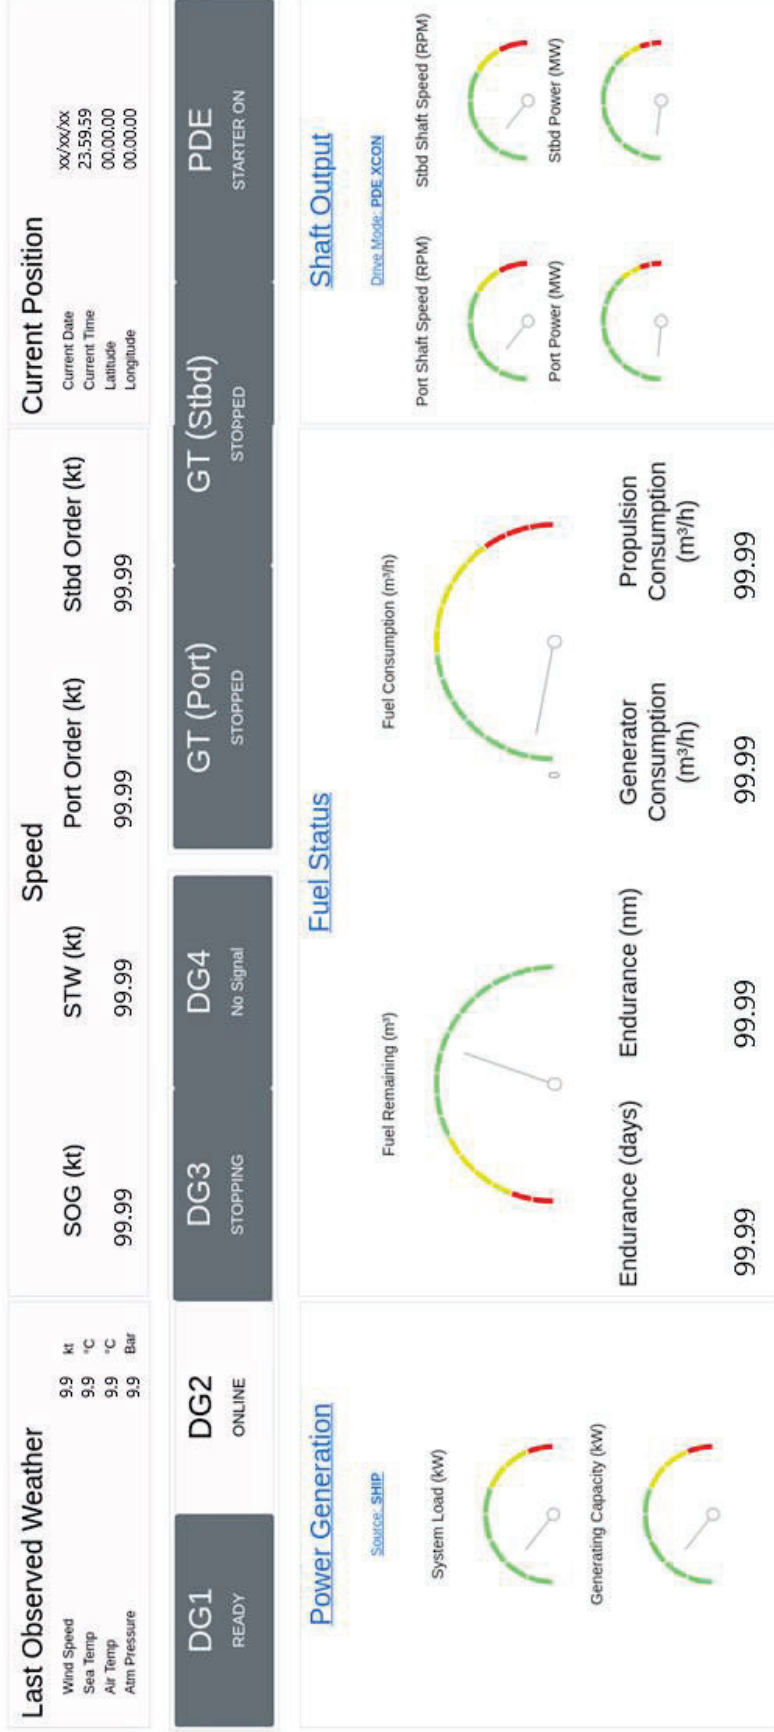 Last Observed Weather
Wind Speed 9.9 kt
Sea Temp 9.9 °C
Air Temp 9.9 °C
Atm Pressure 9.9 Bar
Speed
SOG (kt)
99.99
STW (kt)
99.99
Port Order (kt)
99.99
Stbd Order (kt)
99.99
Current Position
Current Date xx/xx/xx
Current Time 23.59.59
Latitude 00.00.00
Longitude 00.00.00
DG1
READY
DG2
ONLINE
DG3
STOPPING
DG4
No Signal
GT (Port)
STOPPED
GT (Stbd)
STOPPED
PDE
STARTER ON
Power Generation
Source: SHIP
System Load (kW)
Generating Capacity (kW)
Fuel Status
Fuel Remaining (m³)
Fuel Consumption (m³/h)
0
Endurance (days)
99.99
Endurance (nm)
99.99
Generator
Consumption
(m³/h)
99.99
Propulsion
Consumption
(m³/h)
99.99
Shaft Output
Drive Mode: PDE XCON
Port Shaft Speed (RPM)
Stbd Shaft Speed (RPM)
Port Power (MW)
Stbd Power (MW)